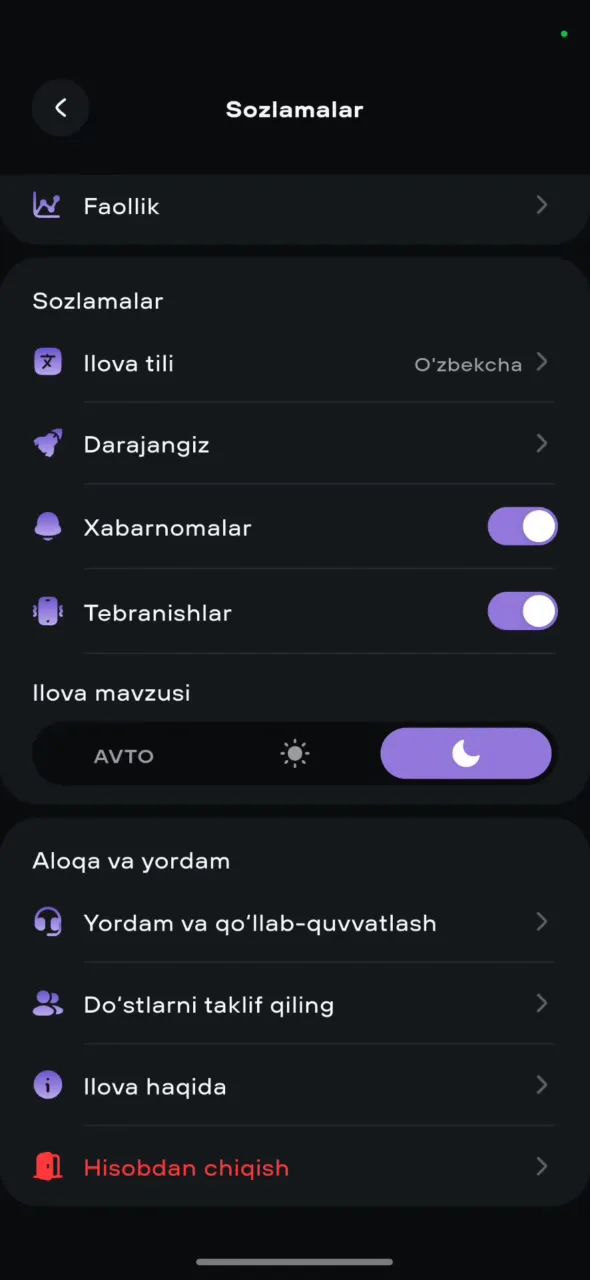 Sozlamalar
Faollik
Sozlamalar
Ilova tili
O'zbekcha
Darajangiz
Xabarnomalar
Tebranishlar
Ilova mavzusi
AVTO
Aloqa va yordam
Yordam va qo‘llab-quvvatlash
Do‘stlarni taklif qiling
Ilova haqida
Hisobdan chiqish